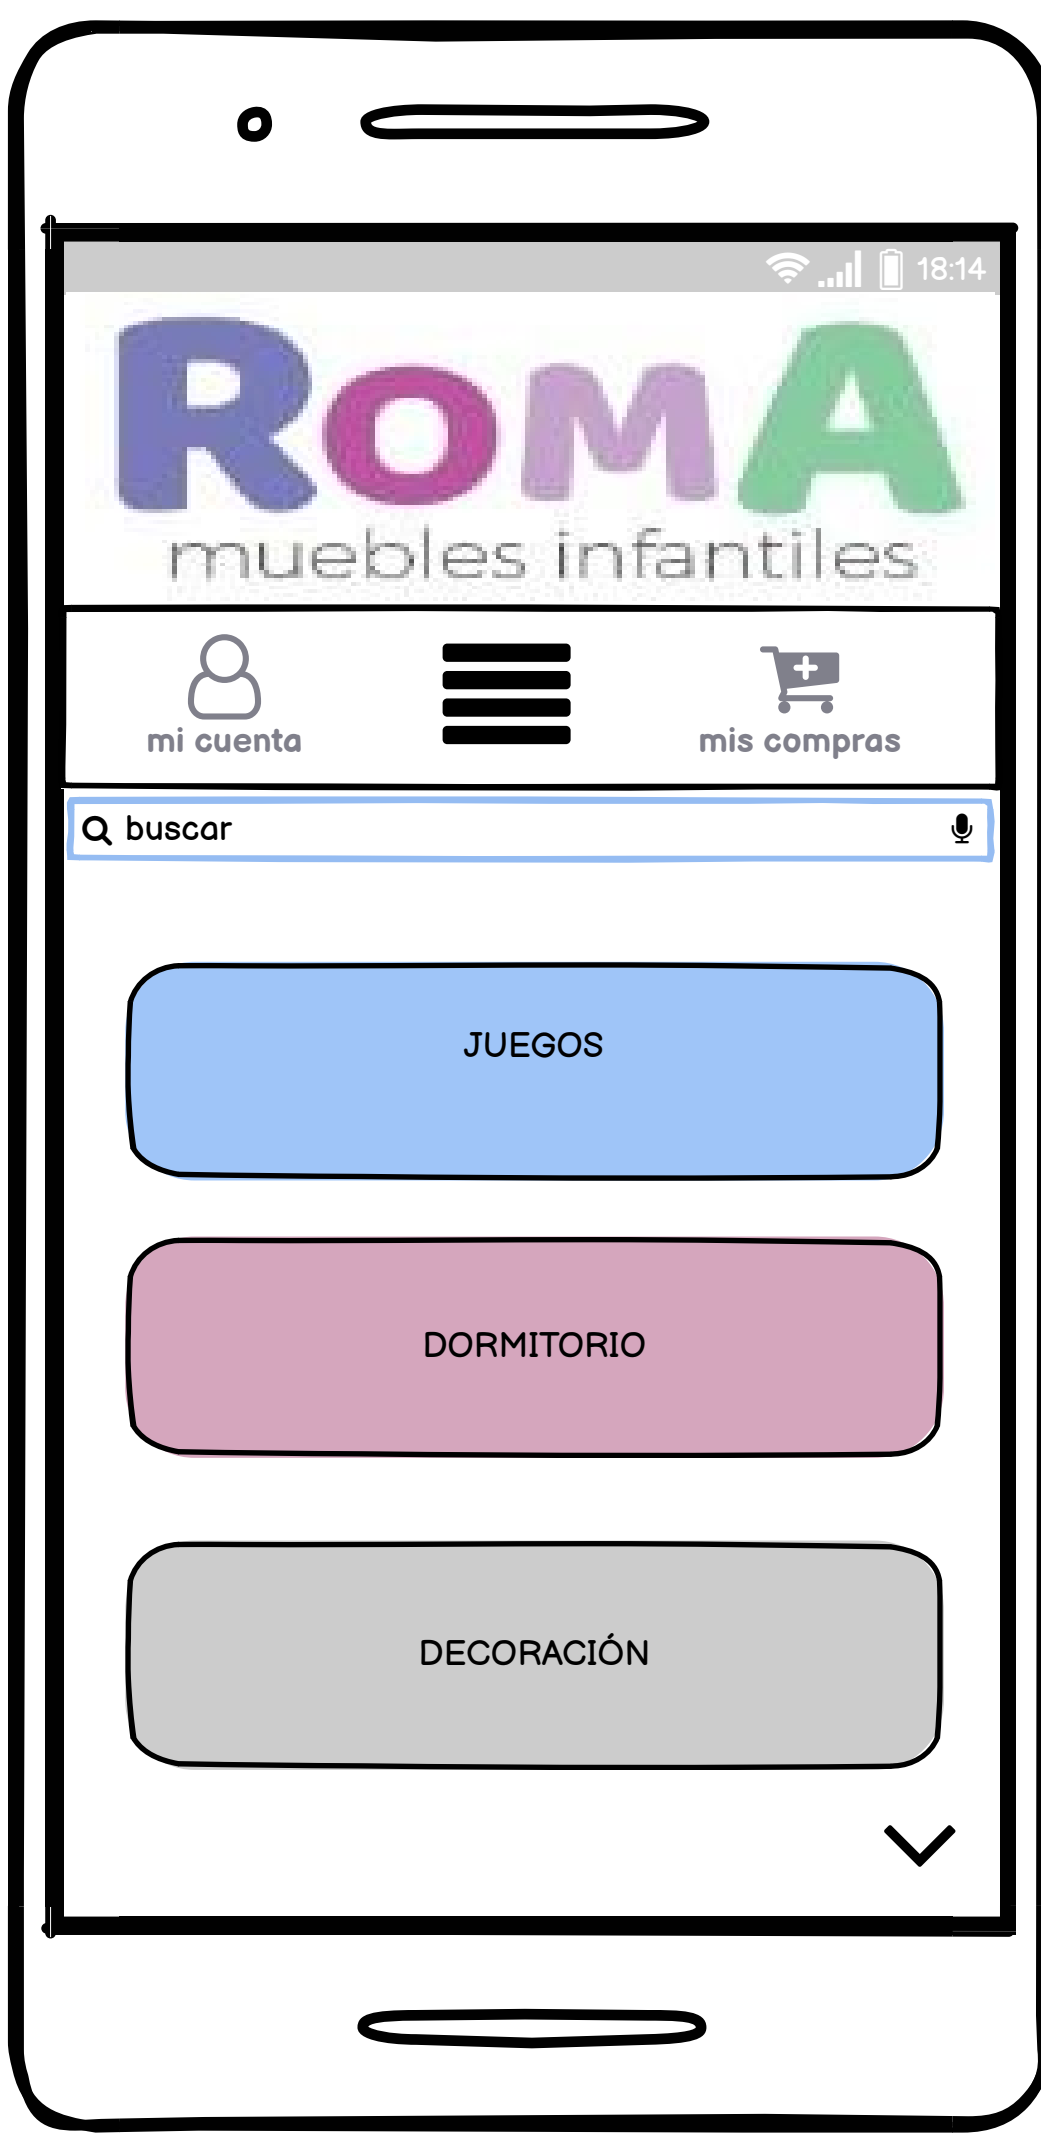 18:14
RomA
muebles infantiles
mi cuenta
mis compras
buscar
JUEGOS
DORMITORIO
DECORACIÓN